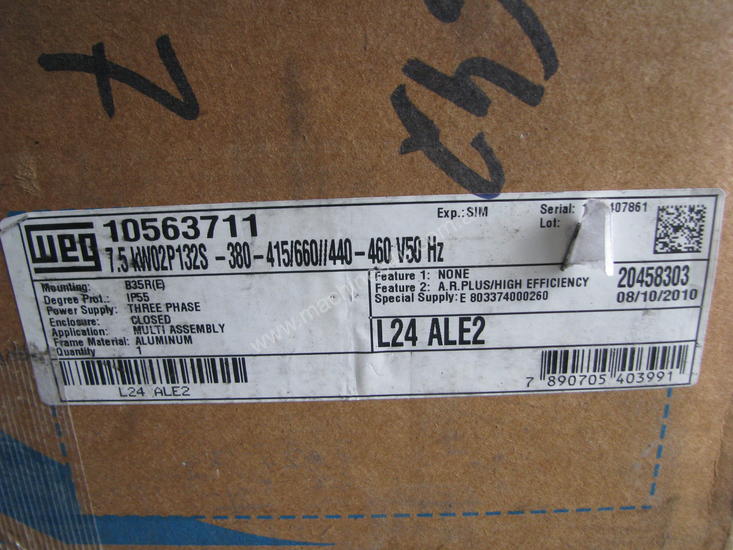 weg
10563711
Exp.: SIM
Serial: 407861
Lot:
7.5 kW02P132S -380-415/660//440-460 V50 Hz
Mounting: B35R(E)
Degree Prot.: IP55
Power Supply: THREE PHASE
Enclosure: CLOSED
Application: MULTI ASSEMBLY
Frame Material: ALUMINUM
Quantity 1
Feature 1: NONE
Feature 2: A.R.PLUS/HIGH EFFICIENCY
Special Supply: E 803374000260
20458303
08/10/2010
L24 ALE2
L24 ALE2
7 890705 403991